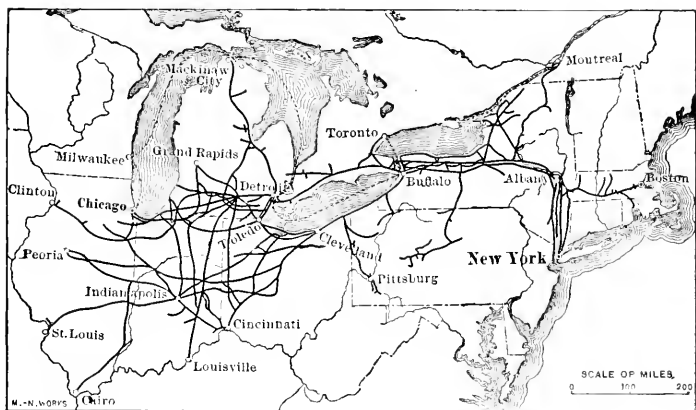 Mackinaw
City
Montreal
Toronto
Milwaukee
Grand Rapids
Clinton
Detroit
Buffalo
Albany
Boston
Chicago
Toledo
Cleveland
New York
Peoria
Pittsburg
Indianapolis
Cincinnati
St. Louis
Louisville
SCALE OF MILES
0 100 200
M.-N. WORKS
Cairo